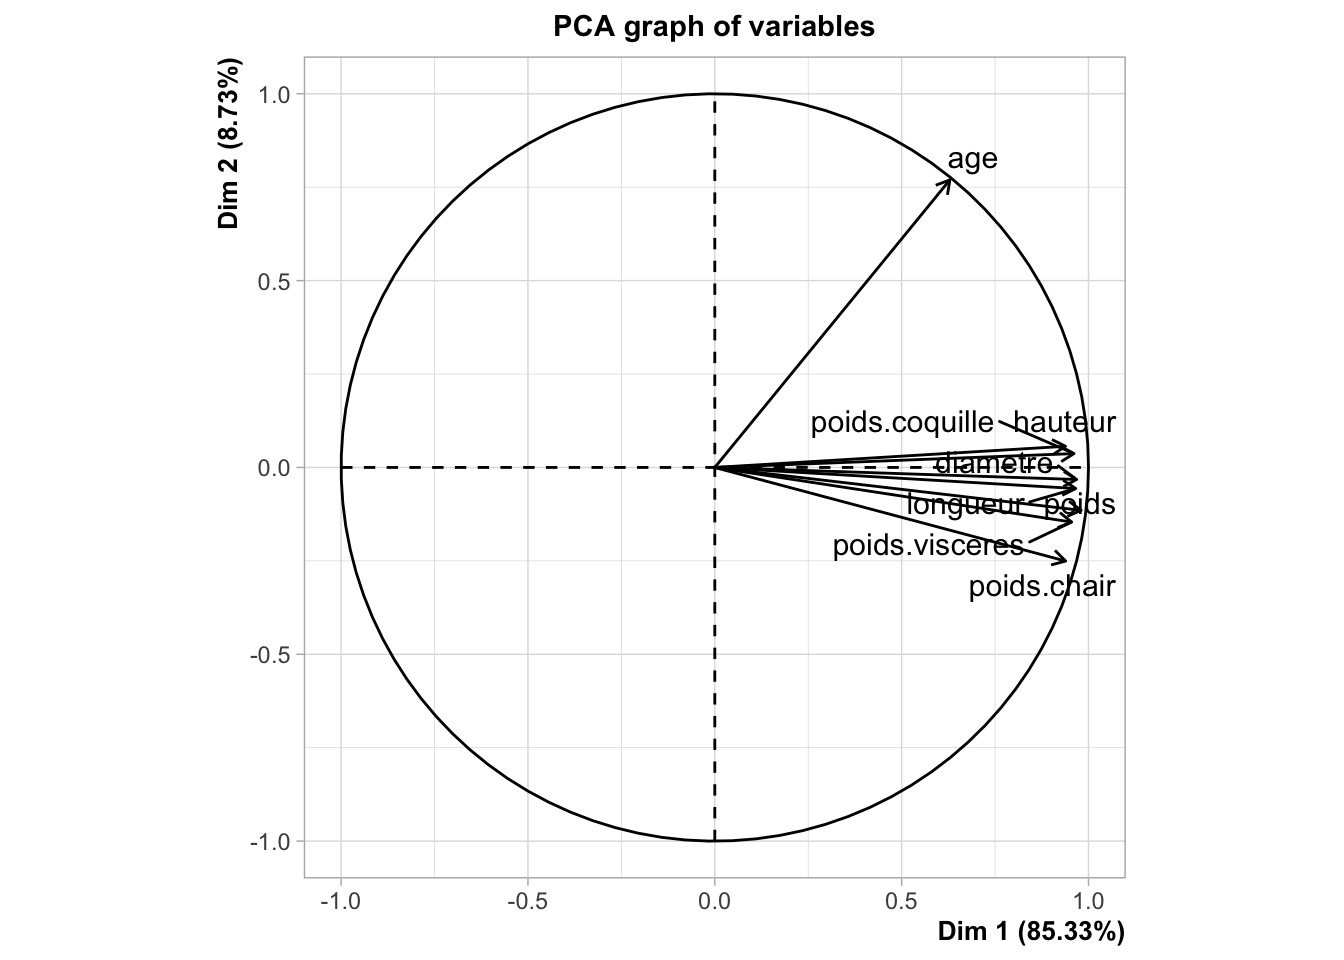 PCA graph of variables
Dim 2 (8.73%)
1.0
0.5
0.0
-0.5
-1.0
age
poids.coquille hauteur
diametre
longueur poids
poids.visceres
poids.chair
-1.0 -0.5 0.0 0.5 1.0
Dim 1 (85.33%)